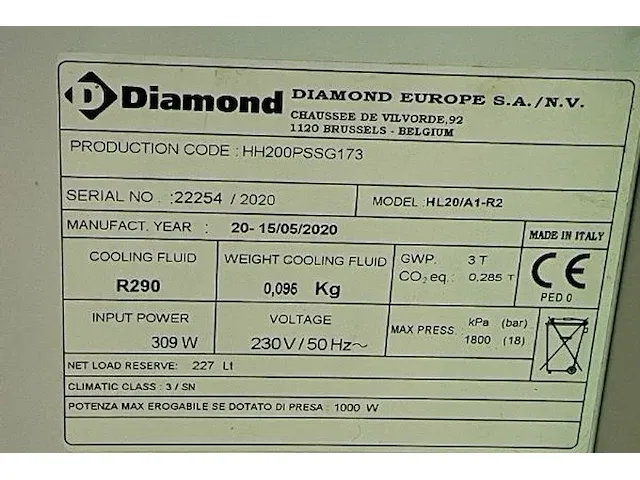 D Diamond DIAMOND EUROPE S.A./N.V.
CHAUSSEE DE VILVORDE,92
1120 BRUSSELS - BELGIUM
PRODUCTION CODE : HH200PSSG173
SERIAL NO. :22254 / 2020 MODEL :HL20/A1-R2
MANUFACT. YEAR : 20- 15/05/2020 MADE IN ITALY
COOLING FLUID WEIGHT COOLING FLUID GWP. 3 T
R290 0,096 Kg CO2 eq.: 0,285 T
CE
PED 0
INPUT POWER VOLTAGE MAX PRESS. kPa (bar)
309 W 230 V / 50 Hz~ 1800 (18)
NET LOAD RESERVE: 227 Lt
CLIMATIC CLASS : 3 / SN
POTENZA MAX EROGABILE SE DOTATO DI PRESA : 1000 W